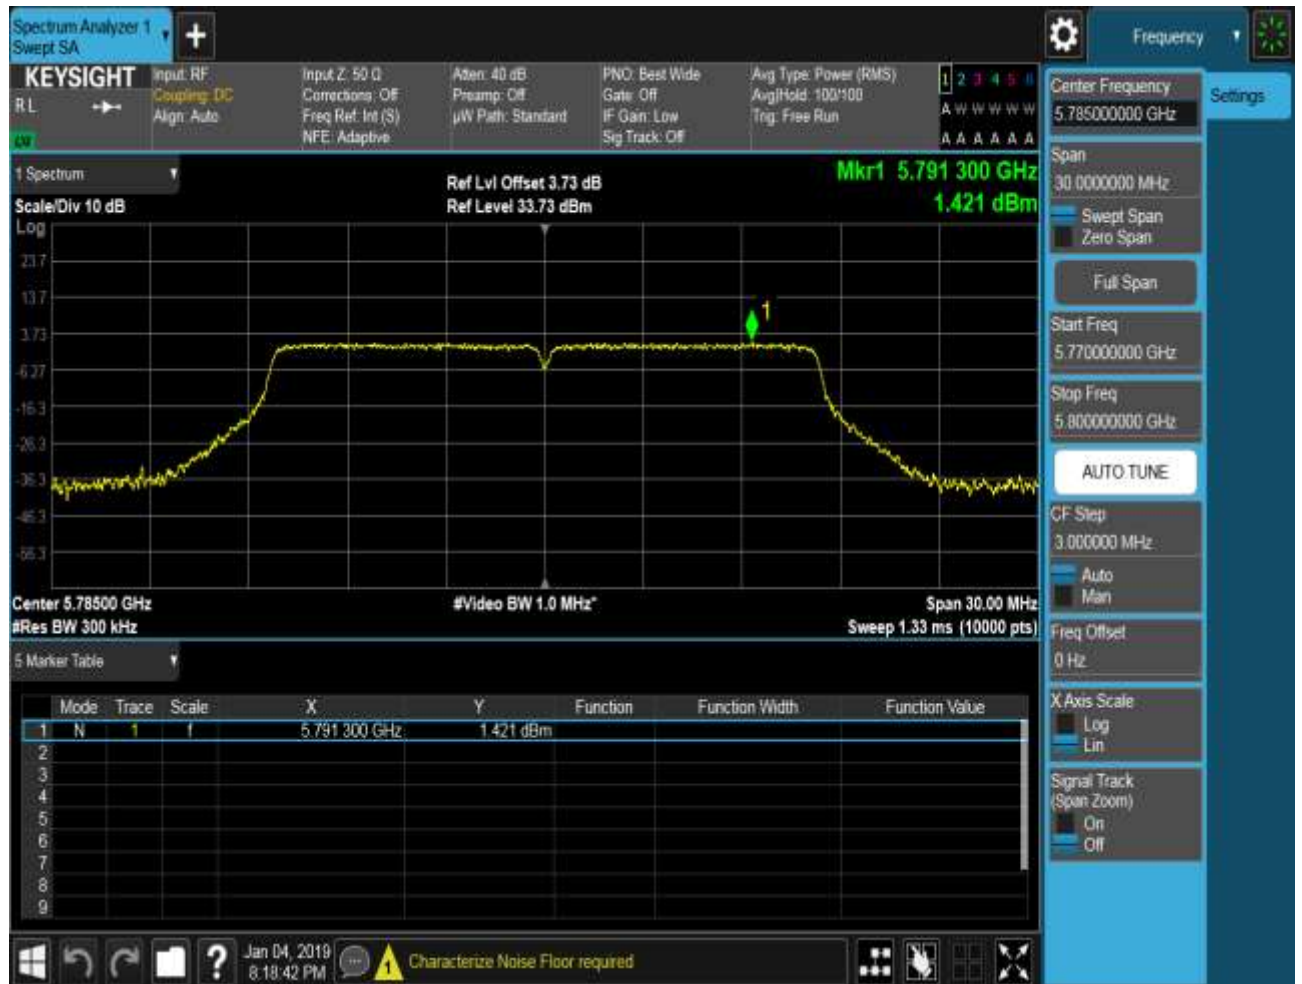 Spectrum Analyzer 1
Swept SA
Frequency
KEYSIGHT
R L
Input: RF
Coupling: DC
Align: Auto
Input Z: 50 Ω
Corrections: Off
Freq Ref: Int (S)
NFE: Adaptive
Atten: 40 dB
Preamp: Off
µW Path: Standard
PNO: Best Wide
Gate: Off
IF Gain: Low
Sig Track: Off
Avg Type: Power (RMS)
Avg|Hold: 100/100
Trig: Free Run
1 2 3 4 5 6
A W W W W W
A A A A A A
1 Spectrum
Scale/Div 10 dB
Log
Ref Lvl Offset 3.73 dB
Ref Level 33.73 dBm
Mkr1 5.791 300 GHz
1.421 dBm
23.7
13.7
3.73
-6.27
-16.3
-26.3
-36.3
-46.3
-56.3
1
Center 5.78500 GHz
#Res BW 300 kHz
#Video BW 1.0 MHz*
Span 30.00 MHz
Sweep 1.33 ms (10000 pts)
5 Marker Table
Mode Trace Scale X Y Function Function Width Function Value
1 N 1 f 5.791 300 GHz 1.421 dBm
2
3
4
5
6
7
8
9
Center Frequency
5.785000000 GHz
Settings
Span
30.0000000 MHz
Swept Span
Zero Span
Full Span
Start Freq
5.770000000 GHz
Stop Freq
5.800000000 GHz
AUTO TUNE
CF Step
3.000000 MHz
Auto
Man
Freq Offset
0 Hz
X Axis Scale
Log
Lin
Signal Track
(Span Zoom)
On
Off
?
Jan 04, 2019
8:18:42 PM
1
Characterize Noise Floor required